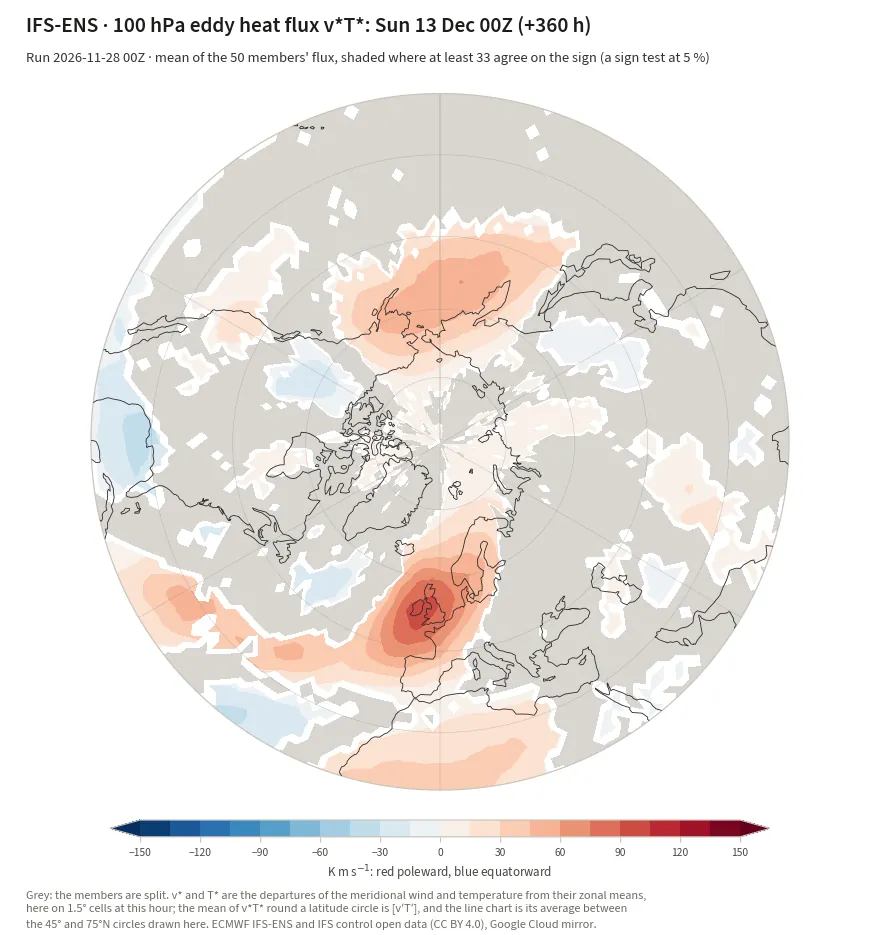 IFS-ENS · 100 hPa eddy heat flux v*T*: Sun 13 Dec 00Z (+360 h)
Run 2026-11-28 00Z · mean of the 50 members' flux, shaded where at least 33 agree on the sign (a sign test at 5 %)
−150 −120 −90 −60 −30 0 30 60 90 120 150
K m s⁻¹: red poleward, blue equatorward
Grey: the members are split. v* and T* are the departures of the meridional wind and temperature from their zonal means,
here on 1.5° cells at this hour; the mean of v*T* round a latitude circle is [v'T'], and the line chart is its average between
the 45° and 75°N circles drawn here. ECMWF IFS-ENS and IFS control open data (CC BY 4.0), Google Cloud mirror.